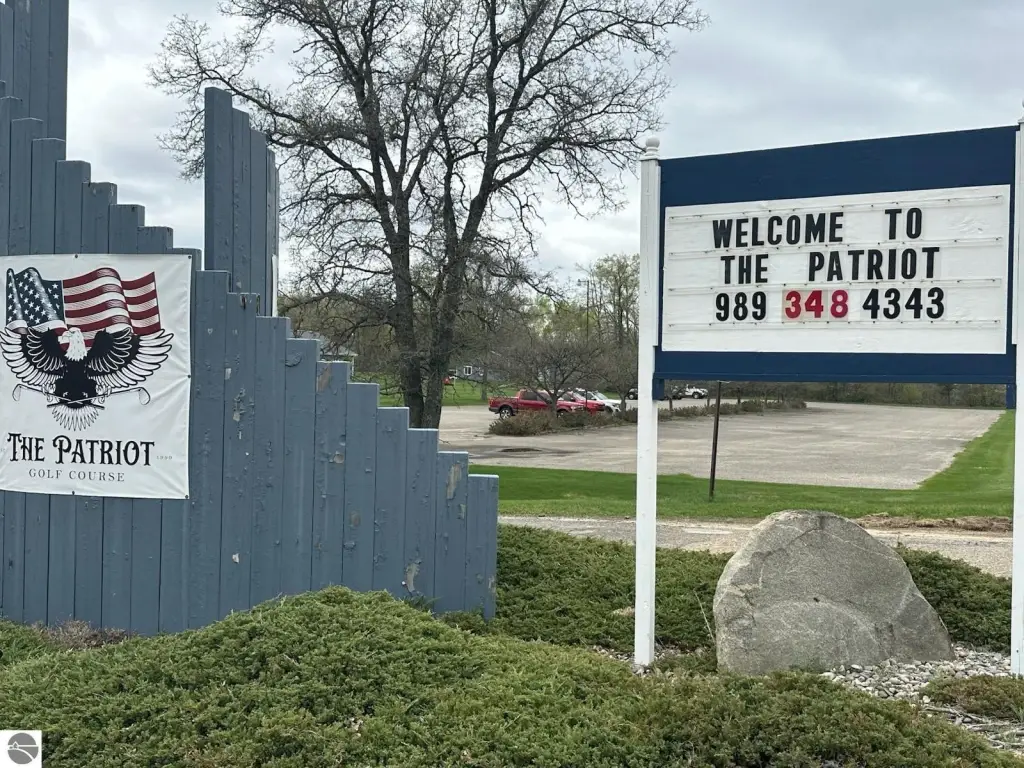 THE PATRIOT
GOLF COURSE
WELCOME TO
THE PATRIOT
989 348 4343